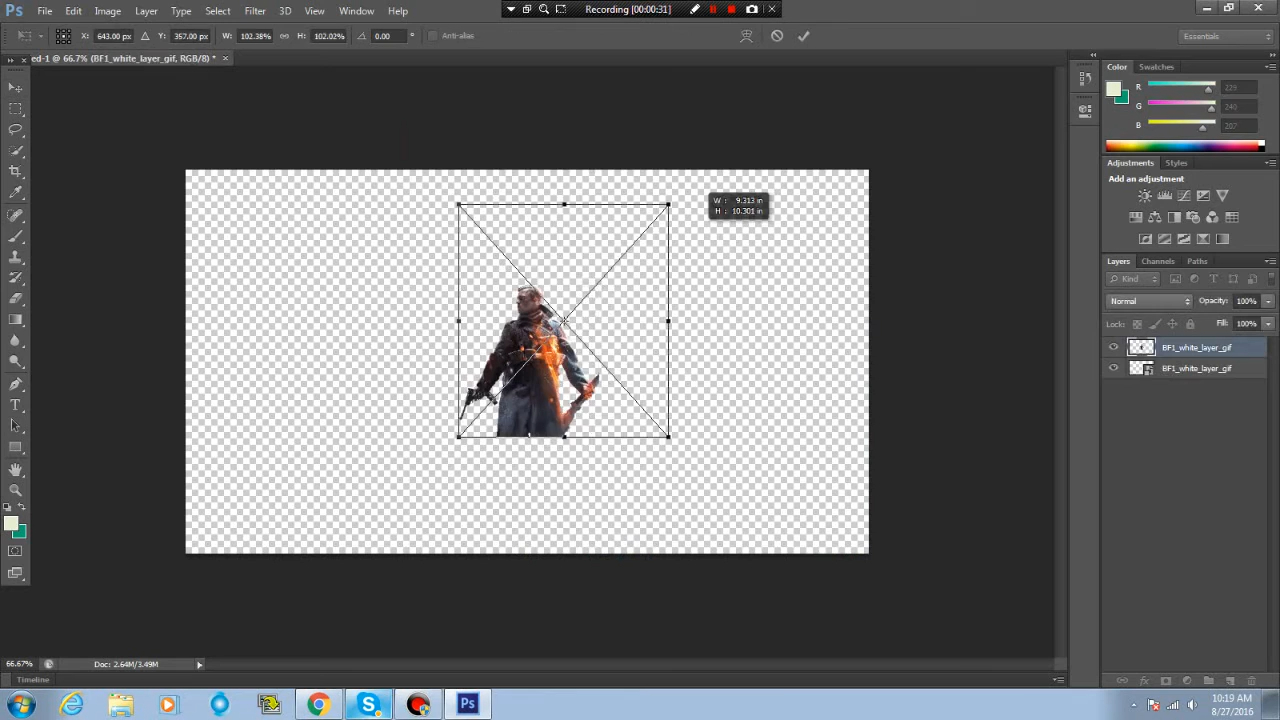 Ps File Edit Image Layer Type Select Filter 3D View Window Help
Recording [00:00:31]
X: 643.00 px Y: 357.00 px W: 102.38% H: 102.02% 0.00 ° Anti-alias
Essentials
ed-1 @ 66.7% (BF1_white_layer_gif, RGB/8) *
Color Swatches
R 229
G 240
B 207
Adjustments Styles
Add an adjustment
W : 9.313 in
H : 10.301 in
Layers Channels Paths
Kind
Normal Opacity: 100%
Lock: Fill: 100%
BF1_white_layer_gif
BF1_white_layer_gif
66.67% Doc: 2.64M/3.49M
Timeline
Ps
10:19 AM
8/27/2016